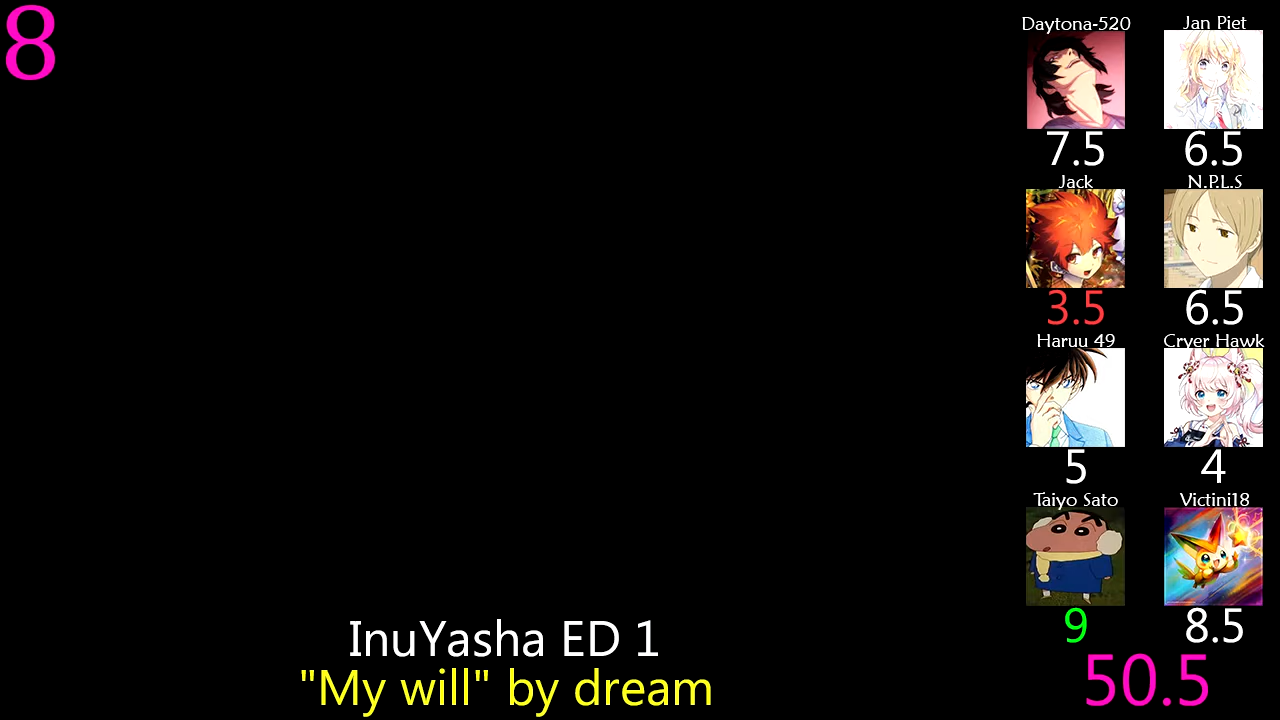 8
Daytona-520
Jan Piet
7.5
6.5
Jack
N.P.L.S
3.5
6.5
Haruu 49
Cryer Hawk
5
4
Taiyo Sato
Victini18
9
8.5
InuYasha ED 1
"My will" by dream
50.5